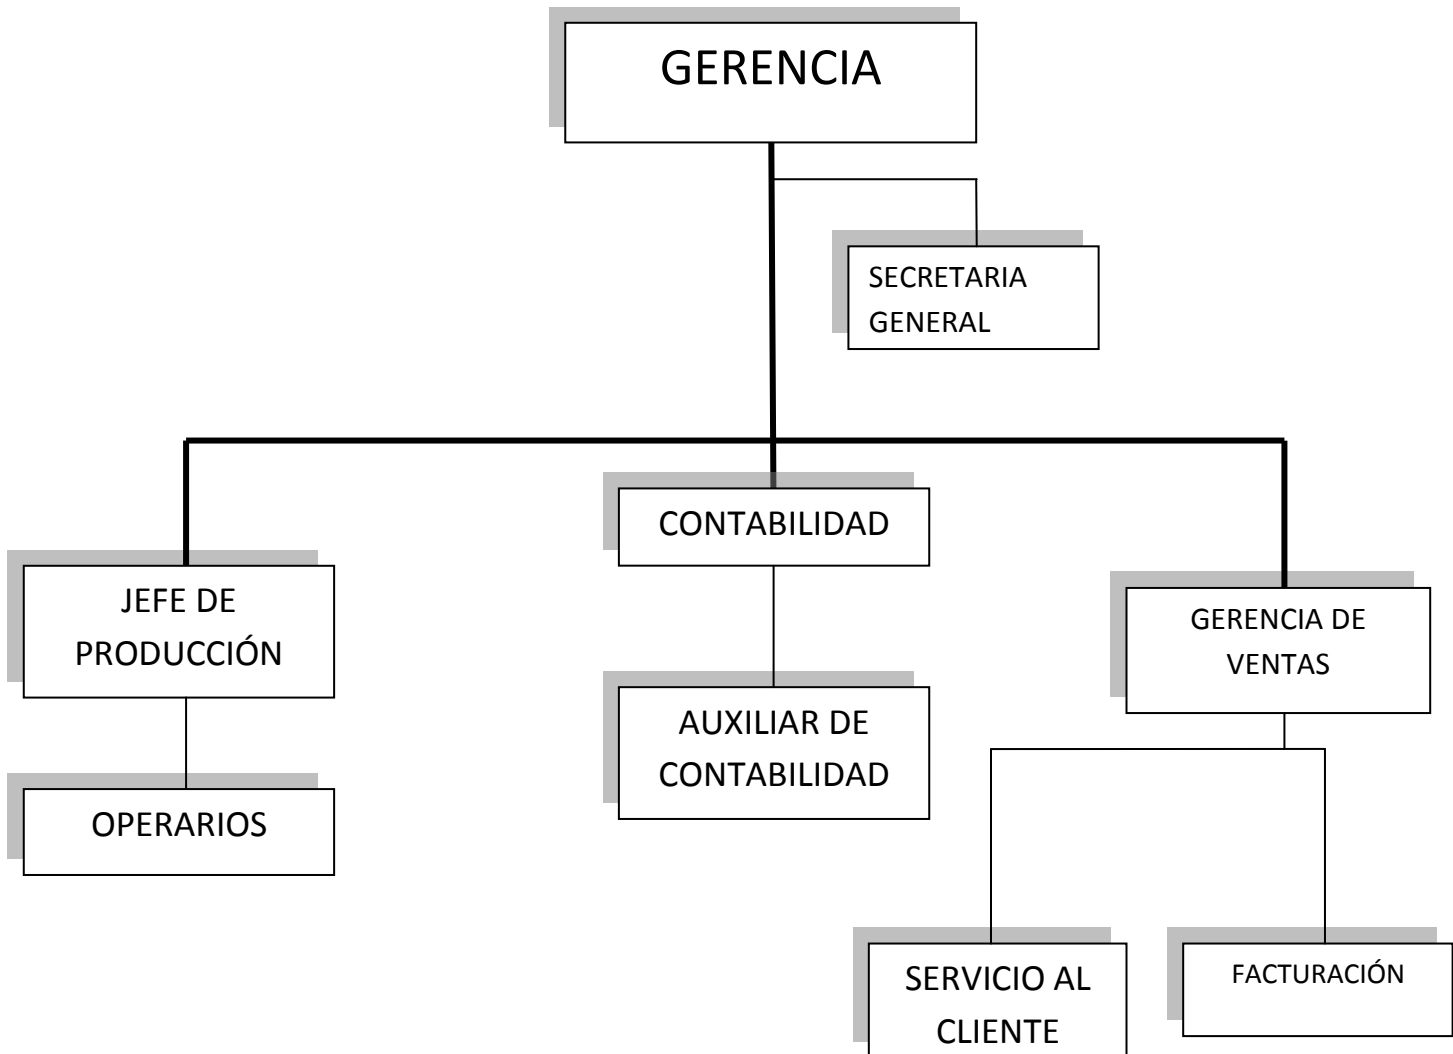 GERENCIA
SECRETARIA
GENERAL
CONTABILIDAD
JEFE DE
PRODUCCIÓN
GERENCIA DE
VENTAS
AUXILIAR DE
CONTABILIDAD
OPERARIOS
SERVICIO AL
CLIENTE
FACTURACIÓN